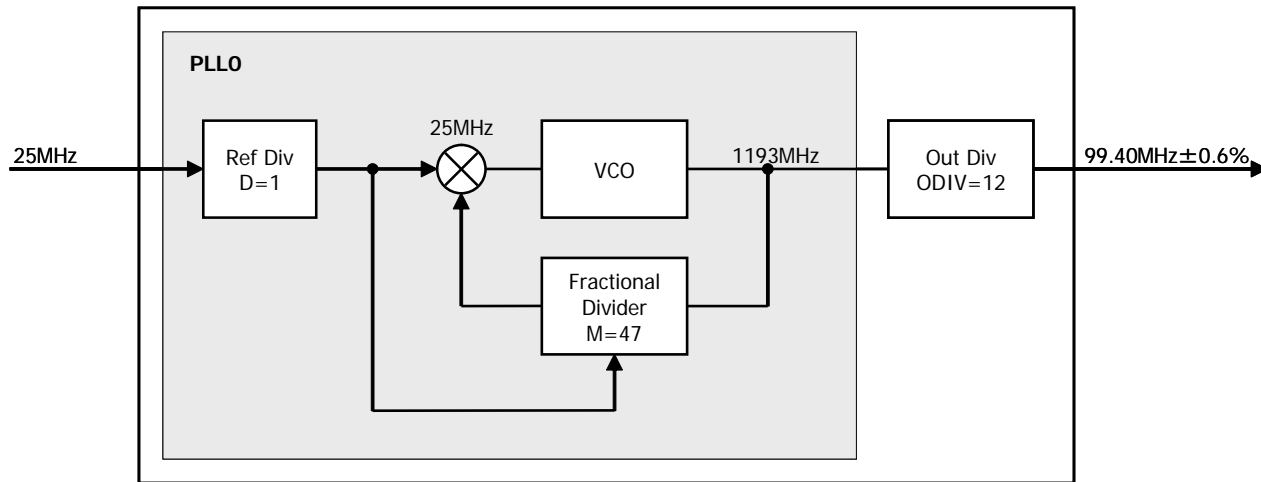 PLL0
25MHz
Ref Div
D=1
25MHz
VCO
1193MHz
Out Div
ODIV=12
99.40MHz±0.6%
Fractional
Divider
M=47